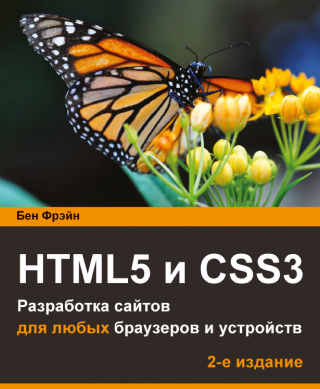 Бен Фрэйн
HTML5 и CSS3
Разработка сайтов
для любых браузеров и устройств
2-е издание